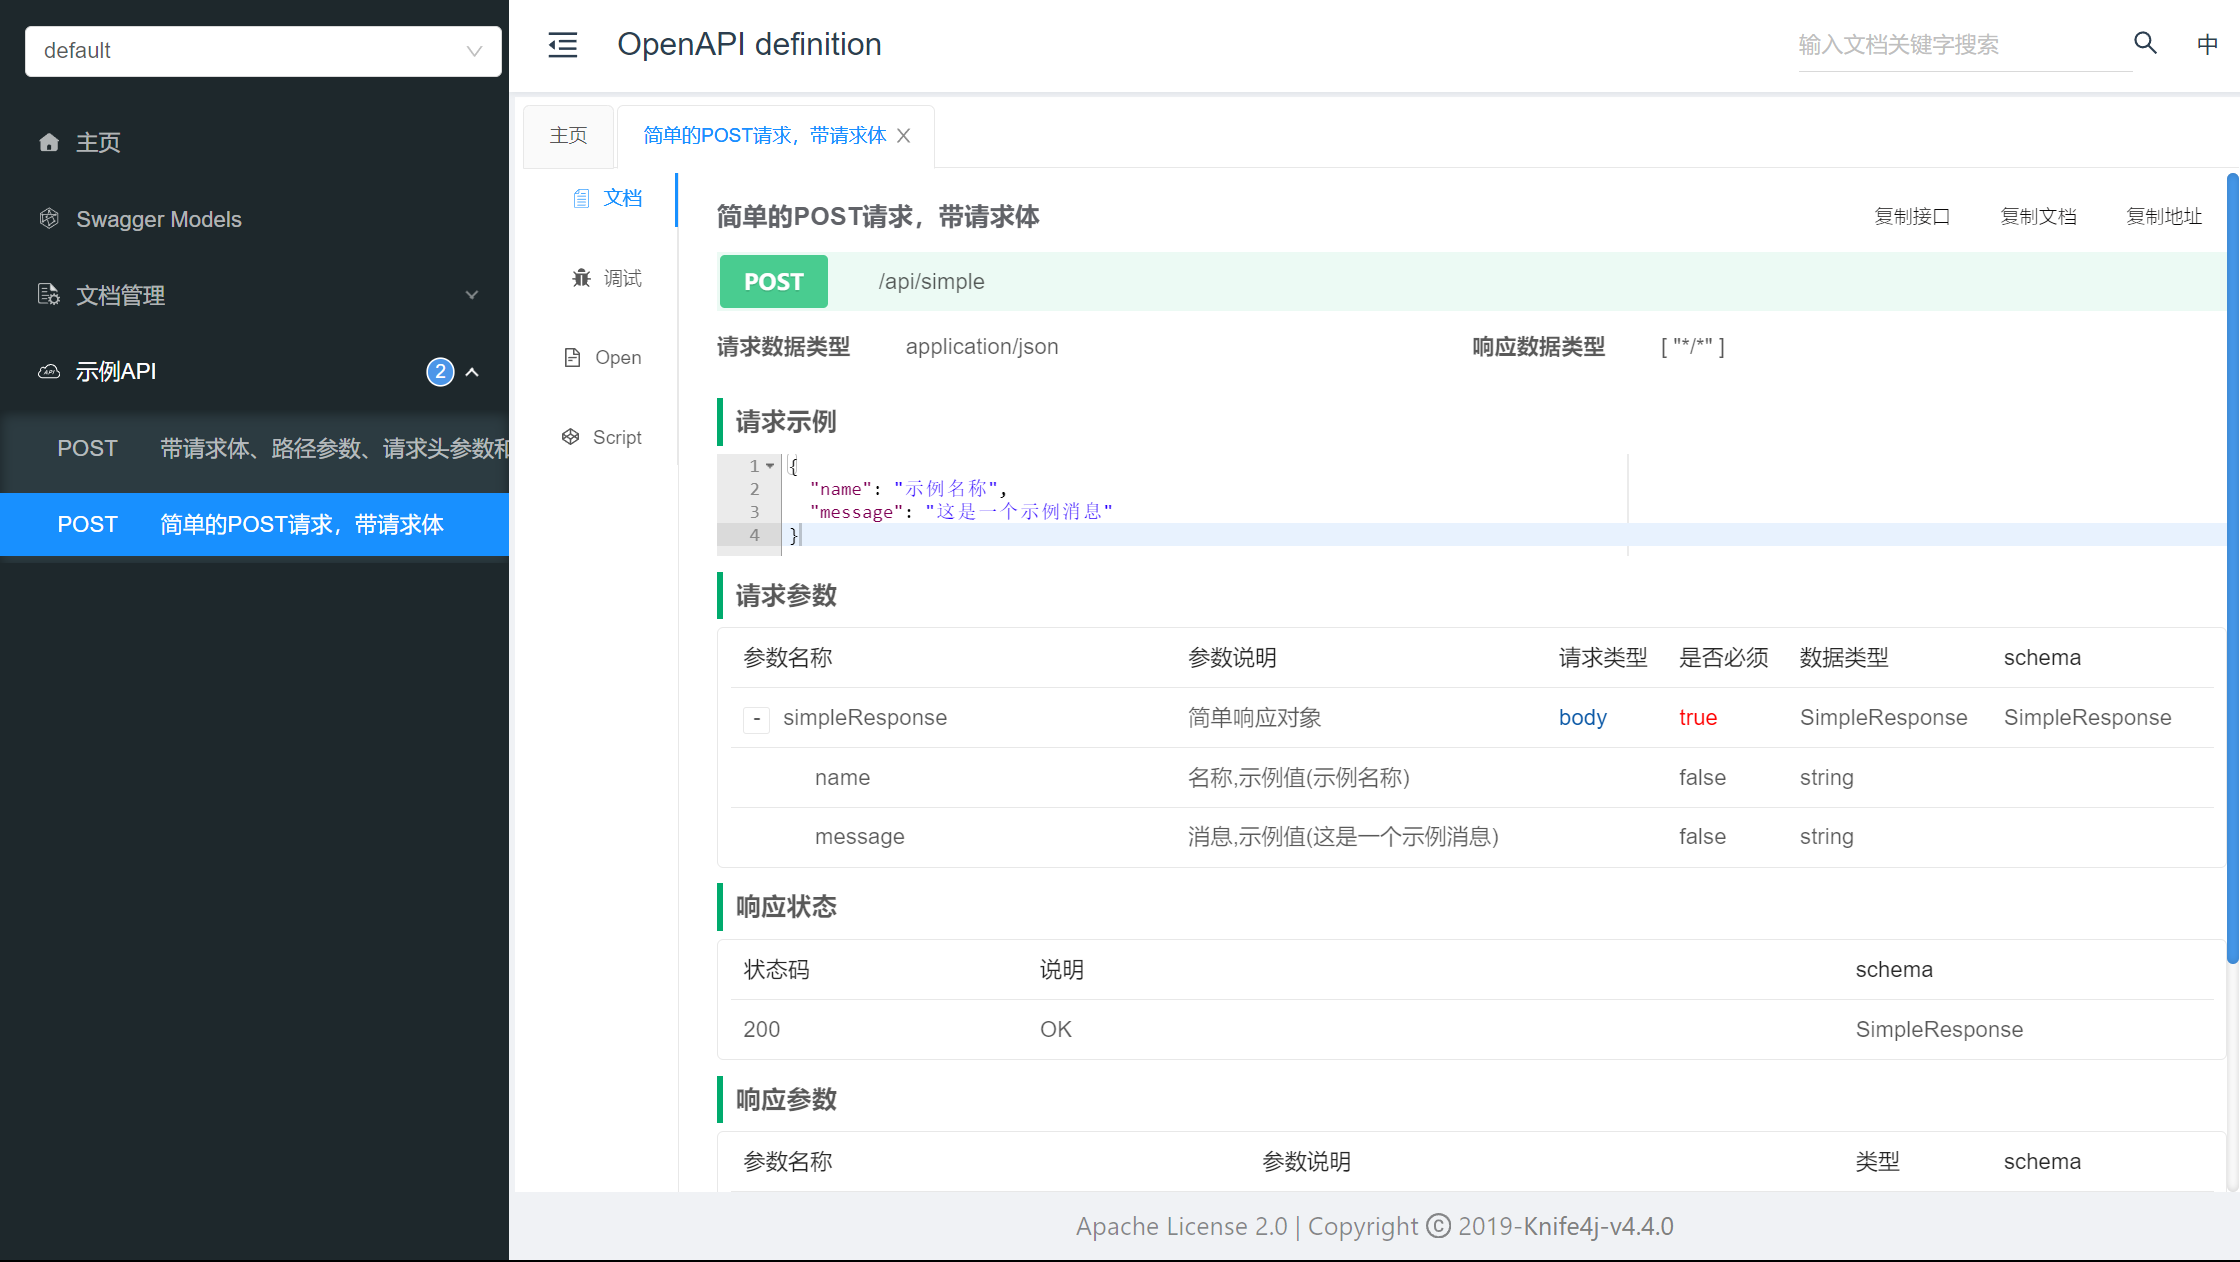 default
主页
Swagger Models
文档管理
示例API 2
POST 带请求体、路径参数、请求头参数和
POST 简单的POST请求，带请求体
OpenAPI definition
输入文档关键字搜索
中
主页
简单的POST请求，带请求体
文档
调试
Open
Script
简单的POST请求，带请求体
复制接口 复制文档 复制地址
POST /api/simple
请求数据类型 application/json 响应数据类型 [ "*/*" ]
请求示例
1 {
2 "name": "示例名称",
3 "message": "这是一个示例消息"
4 }
请求参数
参数名称 参数说明 请求类型 是否必须 数据类型 schema
- simpleResponse 简单响应对象 body true SimpleResponse SimpleResponse
name 名称,示例值(示例名称) false string
message 消息,示例值(这是一个示例消息) false string
响应状态
状态码 说明 schema
200 OK SimpleResponse
响应参数
参数名称 参数说明 类型 schema
Apache License 2.0 | Copyright © 2019-Knife4j-v4.4.0